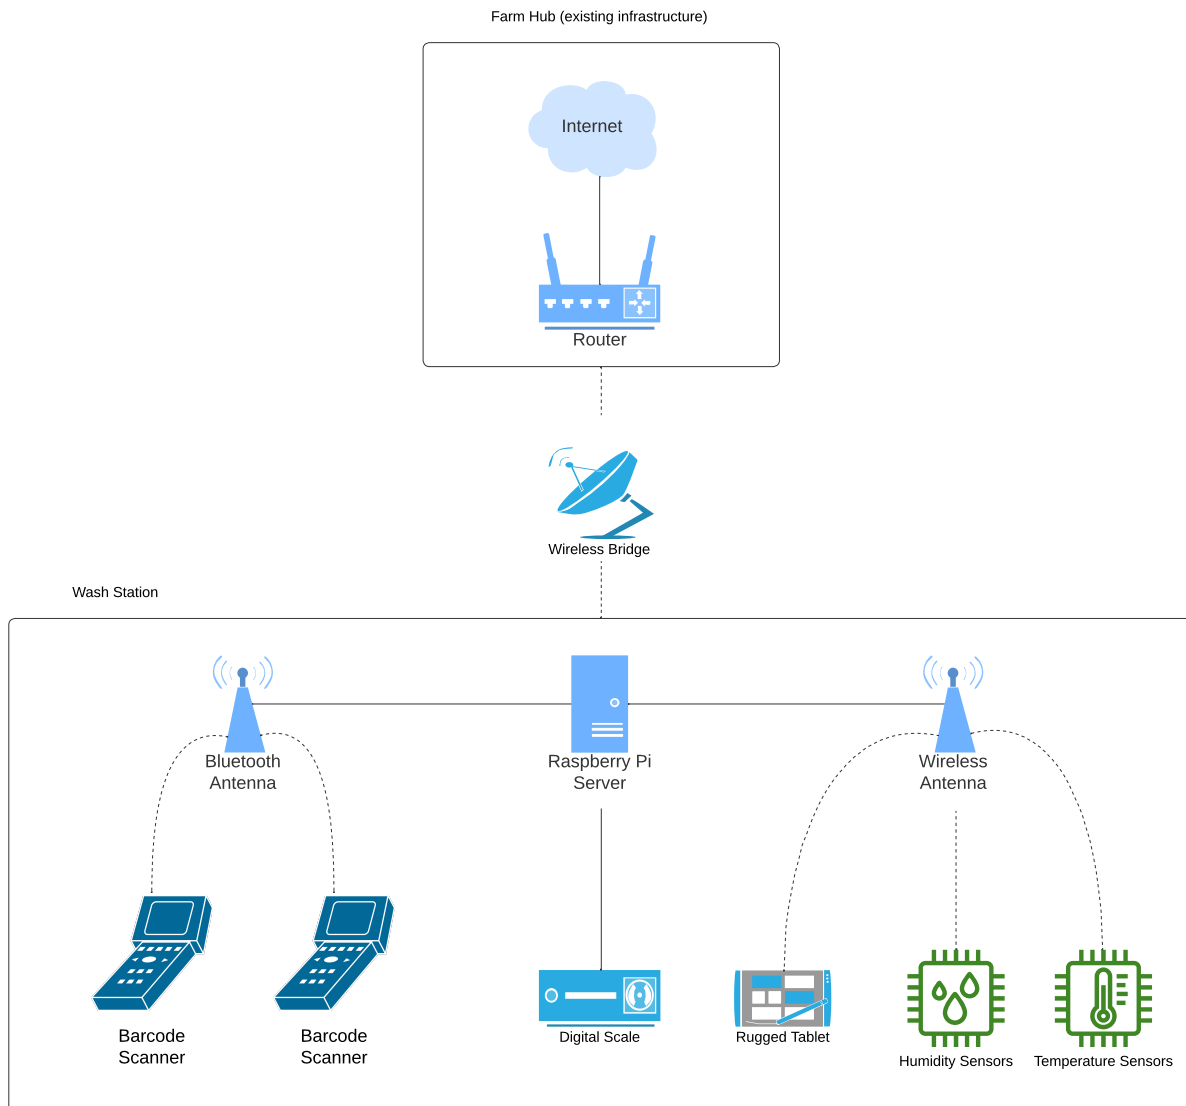 Farm Hub (existing infrastructure)
Internet
Router
Wireless Bridge
Wash Station
Bluetooth
Antenna
Raspberry Pi
Server
Wireless
Antenna
Barcode
Scanner
Barcode
Scanner
Digital Scale
Rugged Tablet
Humidity Sensors
Temperature Sensors